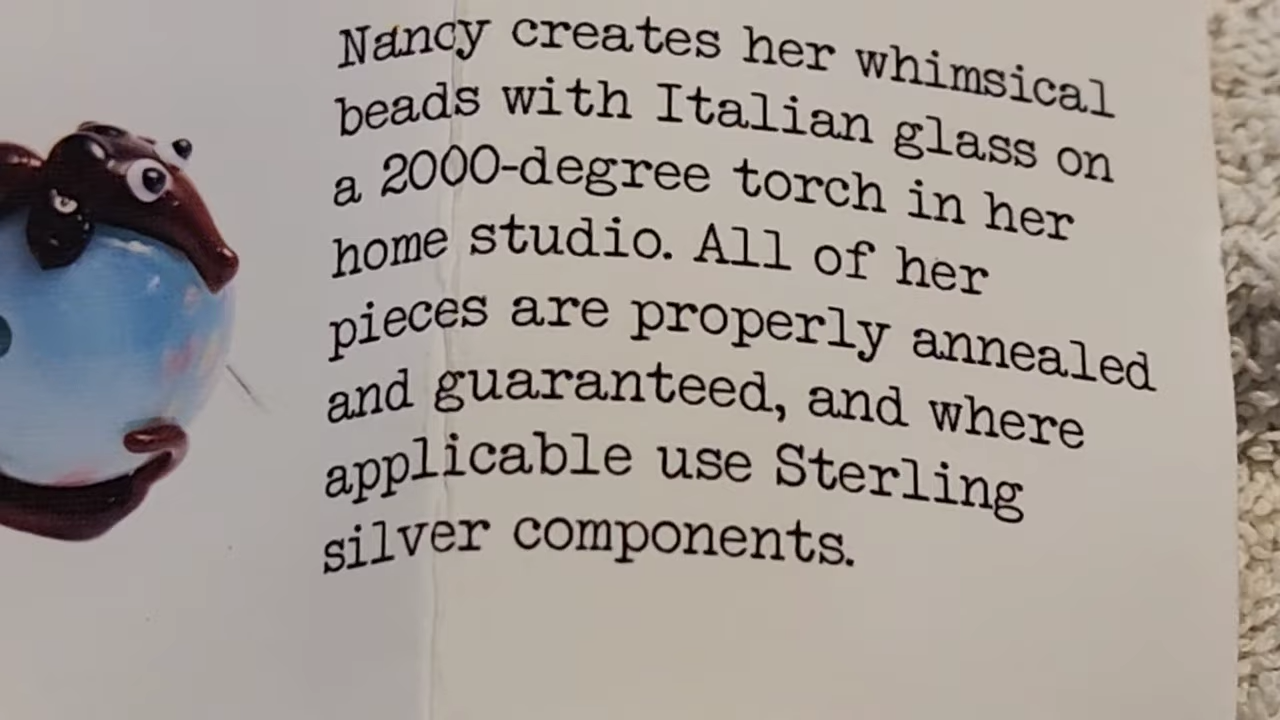 Nancy creates her whimsical
beads with Italian glass on
a 2000-degree torch in her
home studio. All of her
pieces are properly annealed
and guaranteed, and where
applicable use Sterling
silver components.